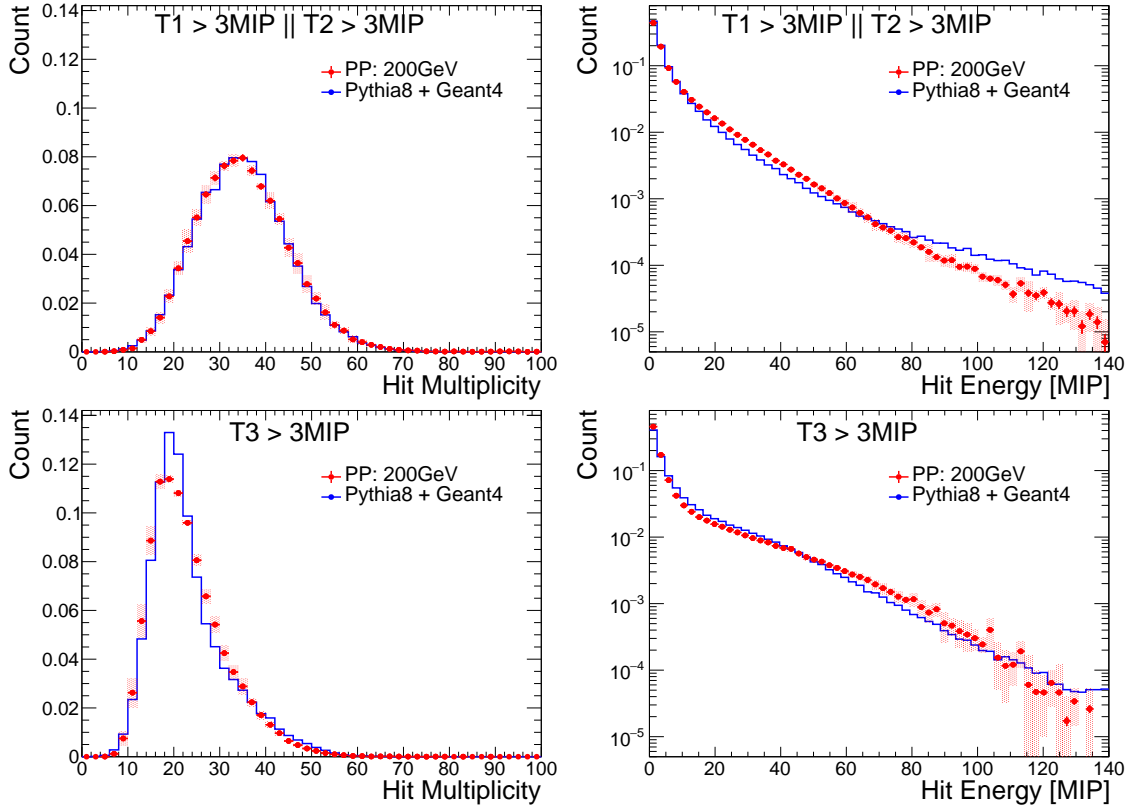 T1 > 3MIP || T2 > 3MIP
Count
0.14
0.12
0.1
0.08
0.06
0.04
0.02
0
PP: 200GeV
Pythia8 + Geant4
0 10 20 30 40 50 60 70 80 90 100
Hit Multiplicity
T1 > 3MIP || T2 > 3MIP
Count
10−1
10−2
10−3
10−4
10−5
PP: 200GeV
Pythia8 + Geant4
0 20 40 60 80 100 120 140
Hit Energy [MIP]
T3 > 3MIP
Count
0.14
0.12
0.1
0.08
0.06
0.04
0.02
0
PP: 200GeV
Pythia8 + Geant4
0 10 20 30 40 50 60 70 80 90 100
Hit Multiplicity
T3 > 3MIP
Count
10−1
10−2
10−3
10−4
10−5
PP: 200GeV
Pythia8 + Geant4
0 20 40 60 80 100 120 140
Hit Energy [MIP]